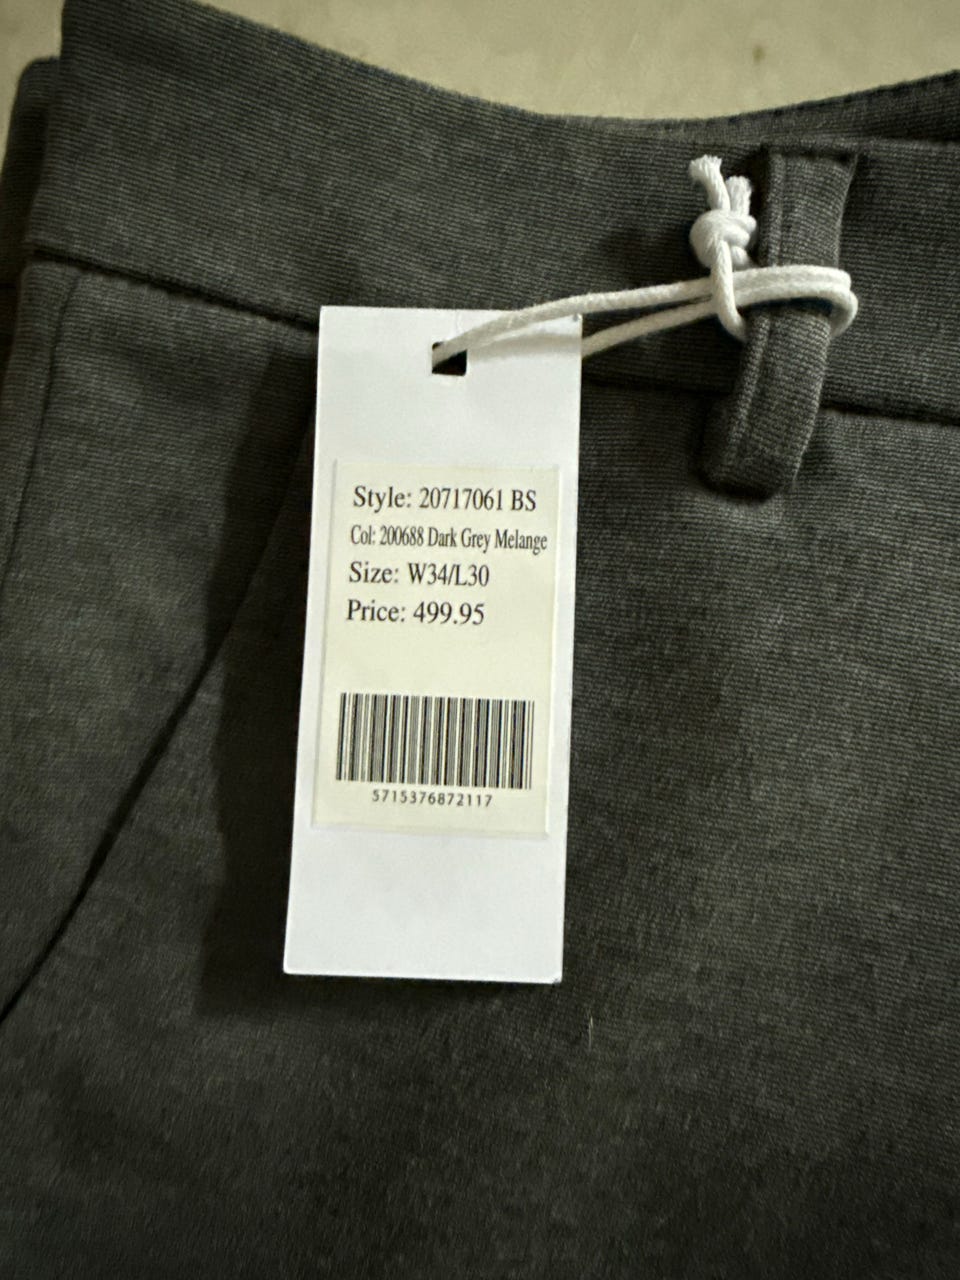 Style: 20717061 BS
Col: 200688 Dark Grey Melange
Size: W34/L30
Price: 499.95
5715376872117